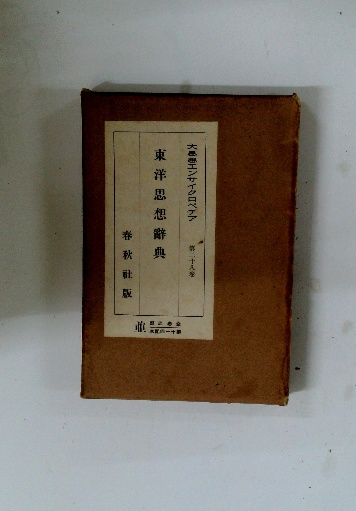 大思想エンサイクロペヂア
第二十八卷
東洋思想辭典
春秋社版